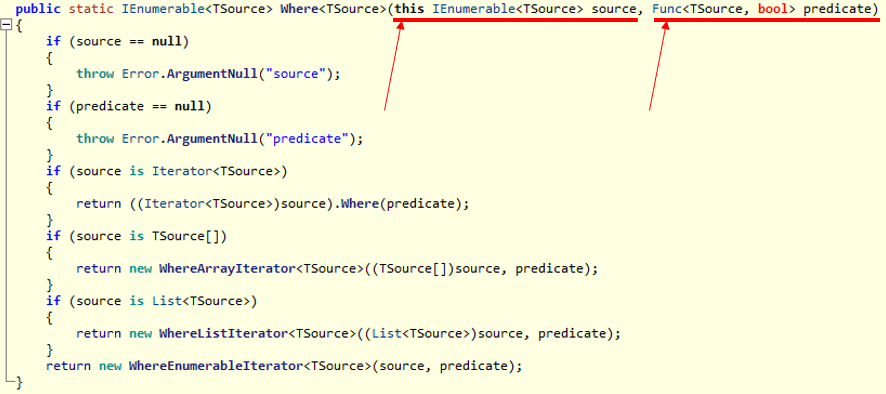 public static IEnumerable<TSource> Where<TSource>(this IEnumerable<TSource> source, Func<TSource, bool> predicate)
{
    if (source == null)
    {
        throw Error.ArgumentNull("source");
    }
    if (predicate == null)
    {
        throw Error.ArgumentNull("predicate");
    }
    if (source is Iterator<TSource>)
    {
        return ((Iterator<TSource>)source).Where(predicate);
    }
    if (source is TSource[])
    {
        return new WhereArrayIterator<TSource>((TSource[])source, predicate);
    }
    if (source is List<TSource>)
    {
        return new WhereListIterator<TSource>((List<TSource>)source, predicate);
    }
    return new WhereEnumerableIterator<TSource>(source, predicate);
}